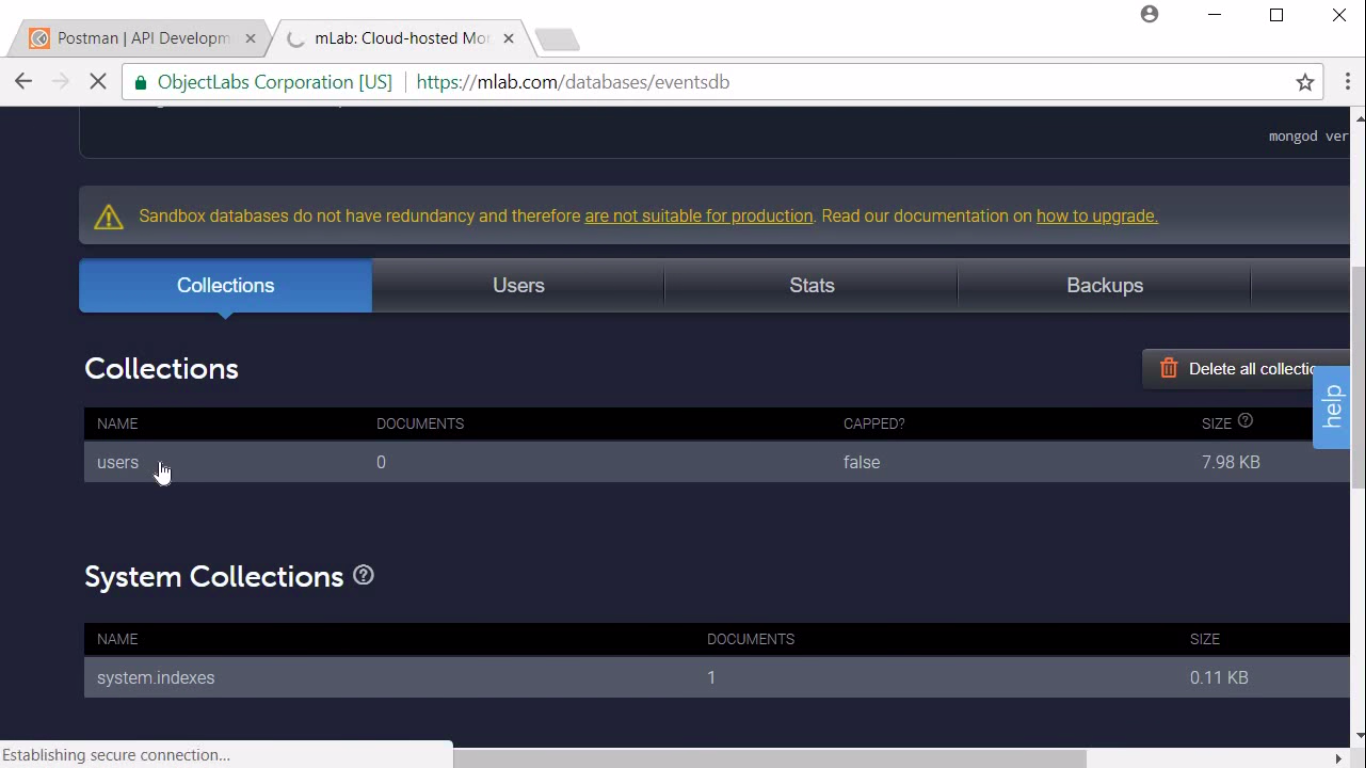 Postman | API Developm
mLab: Cloud-hosted Mon
ObjectLabs Corporation [US]
https://mlab.com/databases/eventsdb
mongod ver
Sandbox databases do not have redundancy and therefore are not suitable for production. Read our documentation on how to upgrade.
Collections
Users
Stats
Backups
Collections
Delete all collectio
help
NAME DOCUMENTS CAPPED? SIZE
users 0 false 7.98 KB
System Collections
NAME DOCUMENTS SIZE
system.indexes 1 0.11 KB
Establishing secure connection...